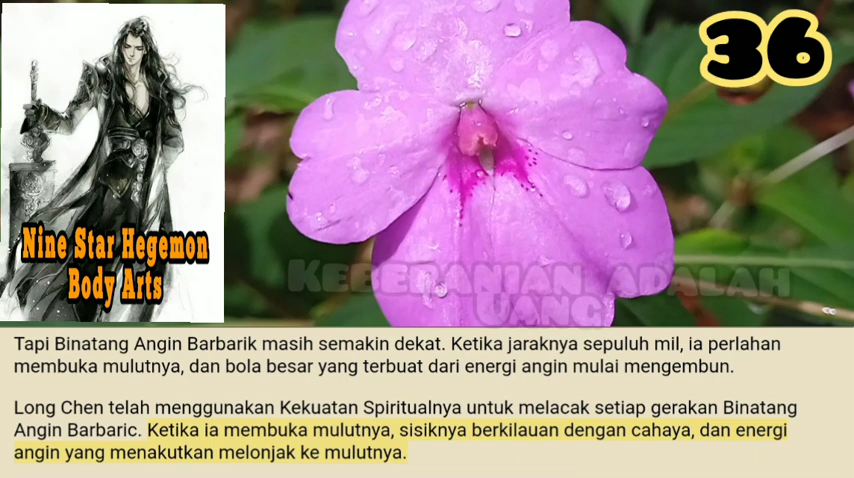 36
Nine Star Hegemon
Body Arts
KEBERANIAN ADALAH
UANG
Tapi Binatang Angin Barbarik masih semakin dekat. Ketika jaraknya sepuluh mil, ia perlahan
membuka mulutnya, dan bola besar yang terbuat dari energi angin mulai mengembun.
Long Chen telah menggunakan Kekuatan Spiritualnya untuk melacak setiap gerakan Binatang
Angin Barbaric. Ketika ia membuka mulutnya, sisiknya berkilauan dengan cahaya, dan energi
angin yang menakutkan melonjak ke mulutnya.